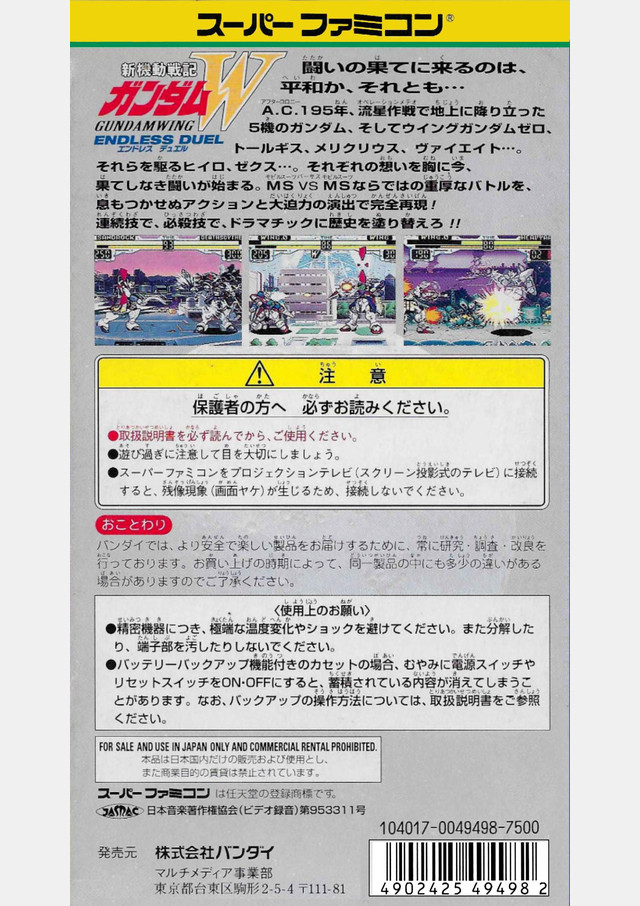 スーパーファミコン®
新機動戦記
ガンダムW
GUNDAMWING
ENDLESS DUEL
エンドレス デュエル
闘いの果てに来るのは、
平和か、それとも…
A.C.195年、流星作戦で地上に降り立った
5機のガンダム、そしてウイングガンダムゼロ、
トールギス、メリクリウス、ヴァイエイト…。
それらを駆るヒイロ、ゼクス…。それぞれの想いを胸に今、
果てしなき闘いが始まる。MS VS MSならではの重厚なバトルを、
息もつかせぬアクションと大迫力の演出で完全再現!
連続技で、必殺技で、ドラマチックに歴史を塗り替えろ!!
注意
保護者の方へ 必ずお読みください。
●取扱説明書を必ず読んでから、ご使用ください。
●遊び過ぎに注意して目を大切にしましょう。
●スーパーファミコンをプロジェクションテレビ(スクリーン投影式のテレビ)に接続
すると、残像現象(画面ヤケ)が生じるため、接続しないでください。
おことわり
バンダイでは、より安全で楽しい製品をお届けするために、常に研究・調査・改良を
行っております。お買い上げの時期によって、同一製品の中にも多少の違いがある
場合がありますのでご了承ください。
〈使用上のお願い〉
●精密機器につき、極端な温度変化やショックを避けてください。また分解した
り、端子部を汚したりしないでください。
●バッテリーバックアップ機能付きのカセットの場合、むやみに電源スイッチや
リセットスイッチをON・OFFにすると、蓄積されている内容が消えてしまうこ
とがあります。なお、バックアップの操作方法については、取扱説明書をご参照
ください。
FOR SALE AND USE IN JAPAN ONLY AND COMMERCIAL RENTAL PROHIBITED.
本品は日本国内だけの販売および使用とし、
また商業目的の賃貸は禁止されています。
スーパーファミコンは任天堂の登録商標です。
JASRAC 日本音楽著作権協会(ビデオ録音)第953311号
104017-0049498-7500
発売元 株式会社バンダイ
マルチメディア事業部
東京都台東区駒形2-5-4 〒111-81
4902425 494982